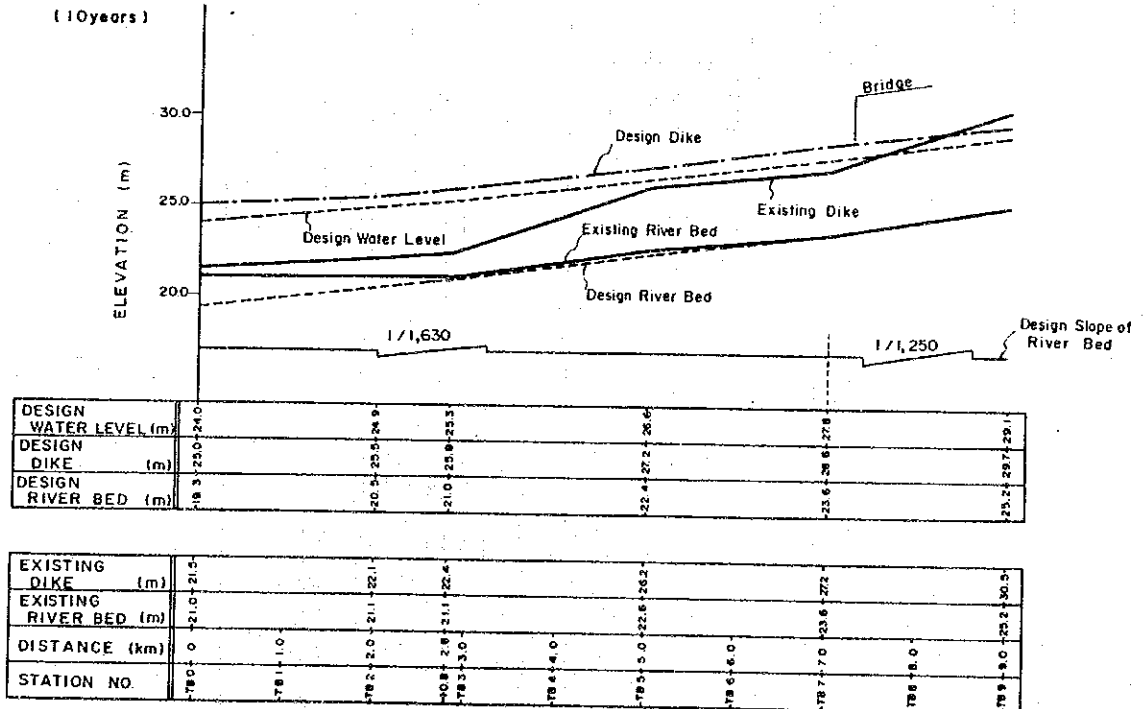 (10years)
ELEVATION (m)
30.0
25.0
20.0
Bridge
Design Dike
Design Water Level
Existing Dike
Existing River Bed
Design River Bed
1/1,630
1/1,250
Design Slope of
River Bed
DESIGN
WATER LEVEL (m) 24.0 24.9 25.3 26.6 27.8 29.1
DESIGN
DIKE (m) 25.0 25.5 25.9 27.2 28.6 29.7
DESIGN
RIVER BED (m) 19.3 20.5 21.0 22.4 23.6 25.2
EXISTING
DIKE (m) 21.5 22.1 22.4 26.2 27.2 30.5
EXISTING
RIVER BED (m) 21.0 21.1 21.1 22.6 23.6 25.2
DISTANCE (km) 0 1.0 2.0 2.8 3.0 4.0 5.0 6.0 7.0 8.0 9.0
STATION NO. TB0 TB1 TB2 TB3 TB4 TB5 TB6 TB7 TB8 TB9